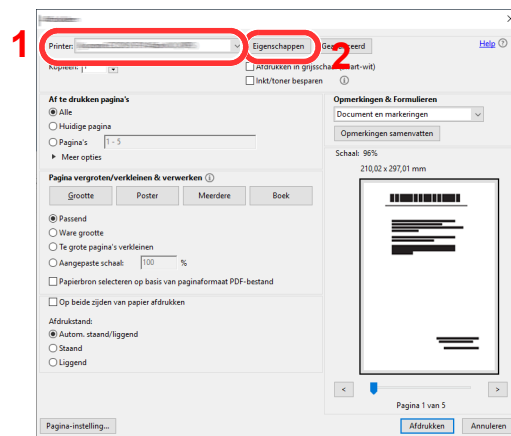 1
Printer:
Eigenschappen
Geavanceerd
2
Help
Kopieën: 1
Afdrukken in grijsschaal (zwart-wit)
Inkt/toner besparen
Af te drukken pagina's
Alle
Huidige pagina
Pagina's 1 - 5
Meer opties
Opmerkingen & Formulieren
Document en markeringen
Opmerkingen samenvatten
Pagina vergroten/verkleinen & verwerken
Grootte Poster Meerdere Boek
Passend
Ware grootte
Te grote pagina's verkleinen
Aangepaste schaal: 100 %
Papierbron selecteren op basis van paginaformaat PDF-bestand
Op beide zijden van papier afdrukken
Afdrukstand:
Autom. staand/liggend
Staand
Liggend
Schaal: 96%
210,02 x 297,01 mm
< >
Pagina 1 van 5
Pagina-instelling...
Afdrukken
Annuleren